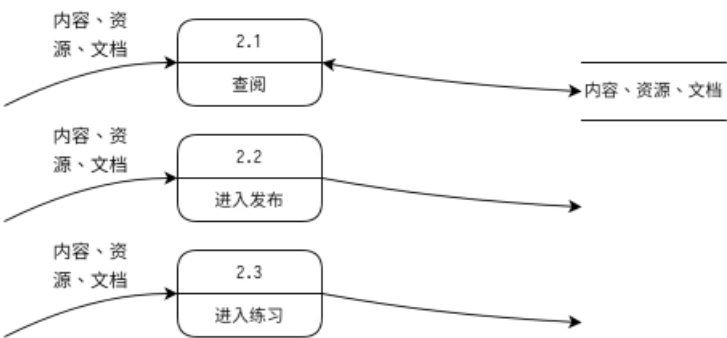 内容、资
源、文档
2.1
查阅
内容、资源、文档
内容、资
源、文档
2.2
进入发布
内容、资
源、文档
2.3
进入练习